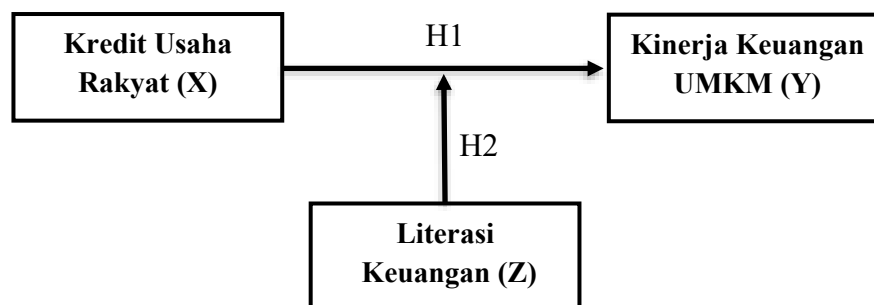 Kredit Usaha
Rakyat (X)
H1
Kinerja Keuangan
UMKM (Y)
H2
Literasi
Keuangan (Z)